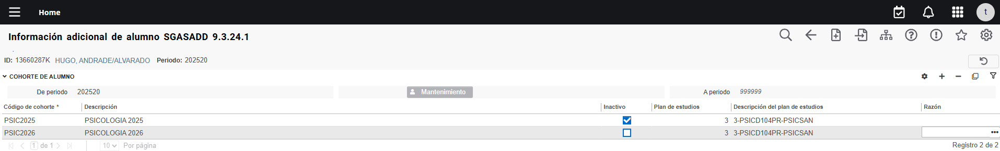 Home
t
Información adicional de alumno SGASADD 9.3.24.1
ID: 13660287K HUGO, ANDRADE/ALVARADO Periodo: 202520
COHORTE DE ALUMNO
De periodo 202520 Mantenimiento A periodo 999999
Código de cohorte * Descripción Inactivo Plan de estudios Descripción del plan de estudios Razón
PSIC2025 PSICOLOGIA 2025 3 3-PSICD104PR-PSICSAN
PSIC2026 PSICOLOGIA 2026 3 3-PSICD104PR-PSICSAN
1 de 1 10 Por página Registro 2 de 2